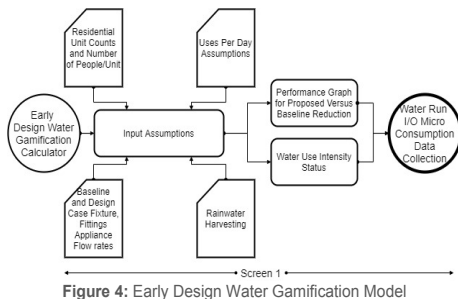 Residential
Unit Counts
and Number
of People/Unit
Uses Per Day
Assumptions
Early
Design Water
Gamification
Calculator
Input Assumptions
Performance Graph
for Proposed Versus
Baseline Reduction
Water Use Intensity
Status
Water Run
I/O Micro
Consumption
Data
Collection
Baseline
and Design
Case Fixture,
Fittings
Appliance
Flow rates
Rainwater
Harvesting
Screen 1
Figure 4: Early Design Water Gamification Model